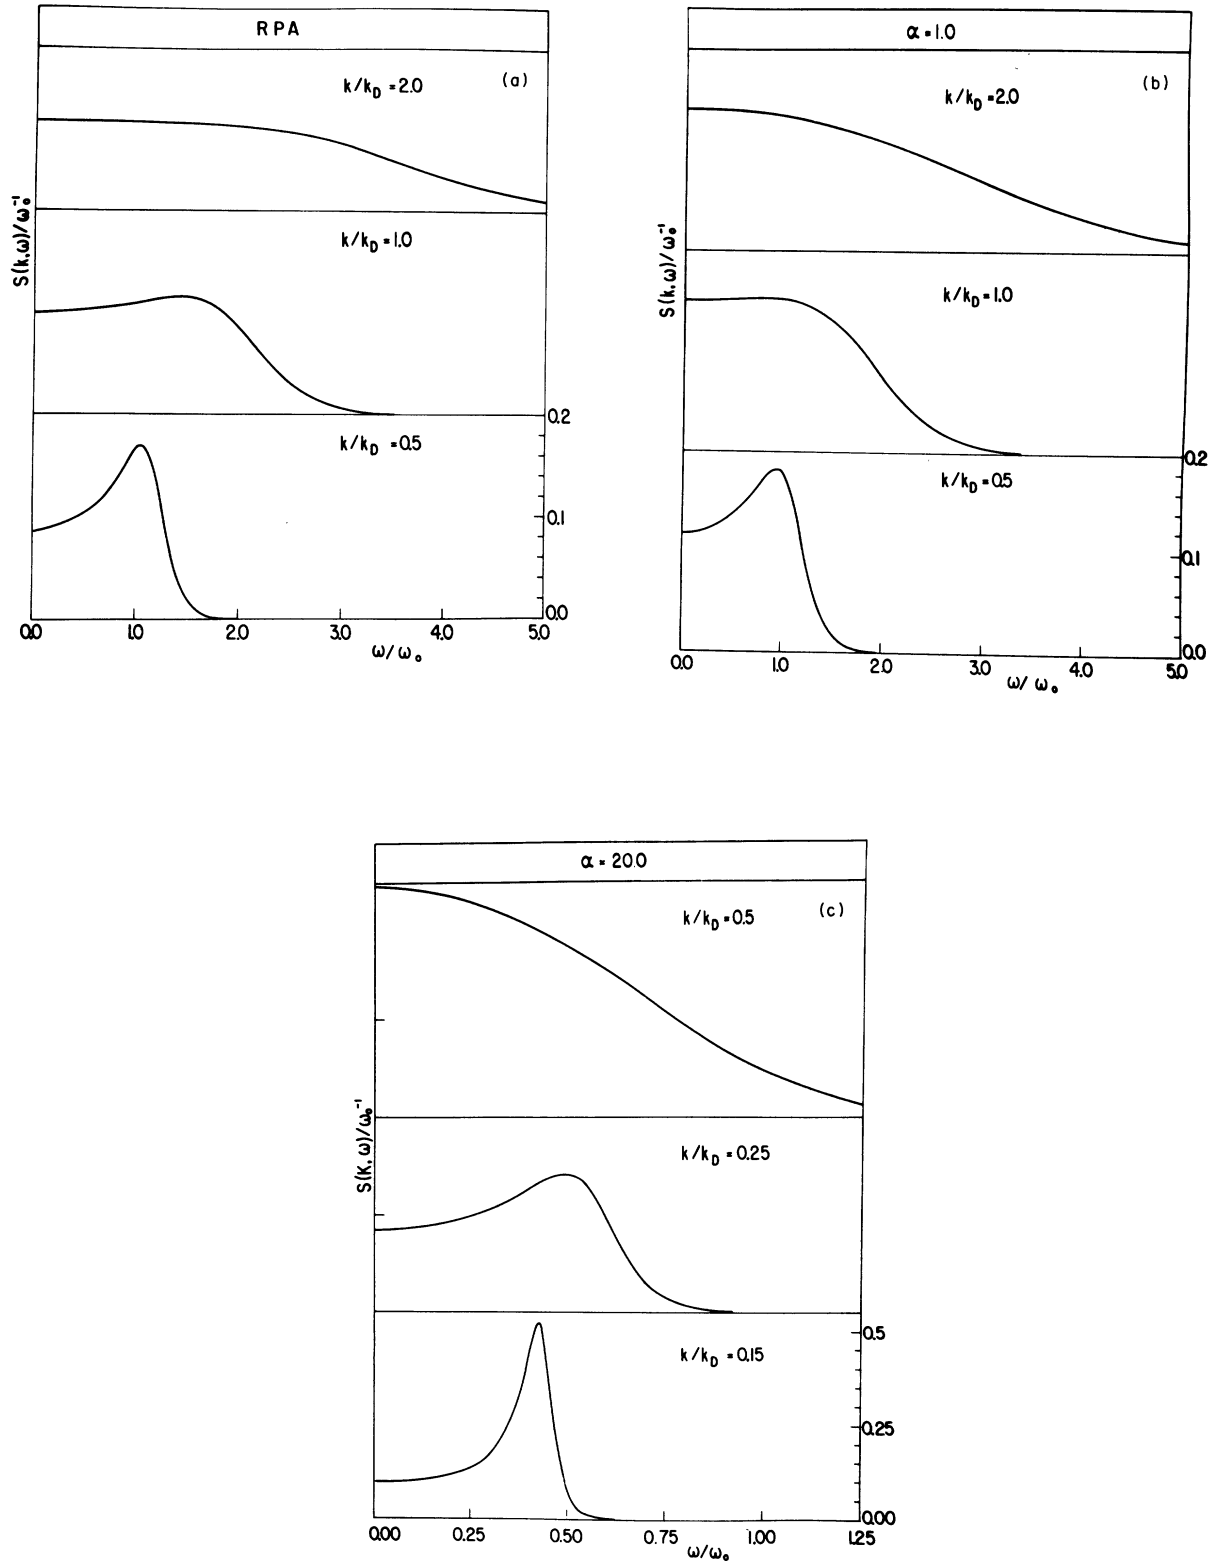 RPA
(a)
k/k_D = 2.0
S(k,ω)/ω₀⁻¹
k/k_D = 1.0
0.2
k/k_D = 0.5
0.1
0.0
0.0 1.0 2.0 3.0 4.0 5.0
ω/ω₀
α = 1.0
(b)
k/k_D = 2.0
S(k,ω)/ω₀⁻¹
k/k_D = 1.0
0.2
k/k_D = 0.5
0.1
0.0
0.0 1.0 2.0 3.0 4.0 5.0
ω/ω₀
α = 20.0
(c)
k/k_D = 0.5
S(K,ω)/ω₀⁻¹
k/k_D = 0.25
0.5
k/k_D = 0.15
0.25
0.00
0.00 0.25 0.50 0.75 1.00 1.25
ω/ω₀